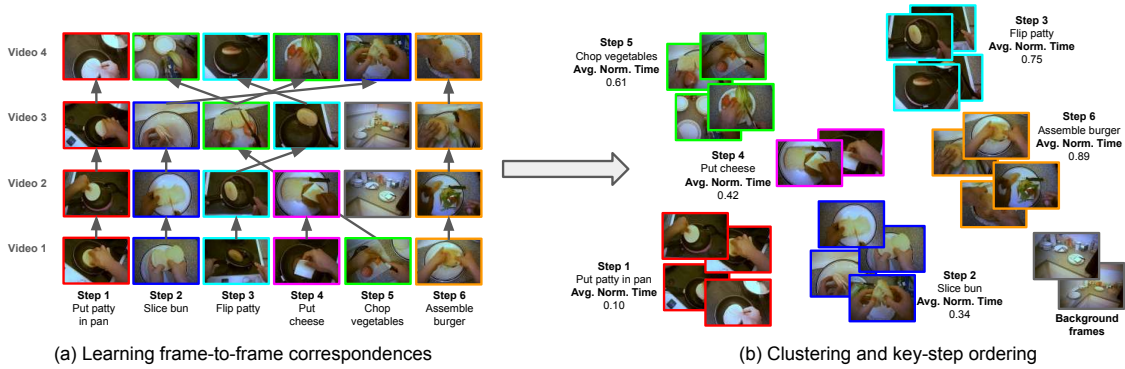 Video 4
Video 3
Video 2
Video 1
Step 1
Put patty
in pan
Step 2
Slice bun
Step 3
Flip patty
Step 4
Put
cheese
Step 5
Chop
vegetables
Step 6
Assemble
burger
(a) Learning frame-to-frame correspondences
Step 5
Chop vegetables
Avg. Norm. Time
0.61
Step 3
Flip patty
Avg. Norm. Time
0.75
Step 4
Put cheese
Avg. Norm. Time
0.42
Step 6
Assemble burger
Avg. Norm. Time
0.89
Step 1
Put patty in pan
Avg. Norm. Time
0.10
Step 2
Slice bun
Avg. Norm. Time
0.34
Background
frames
(b) Clustering and key-step ordering